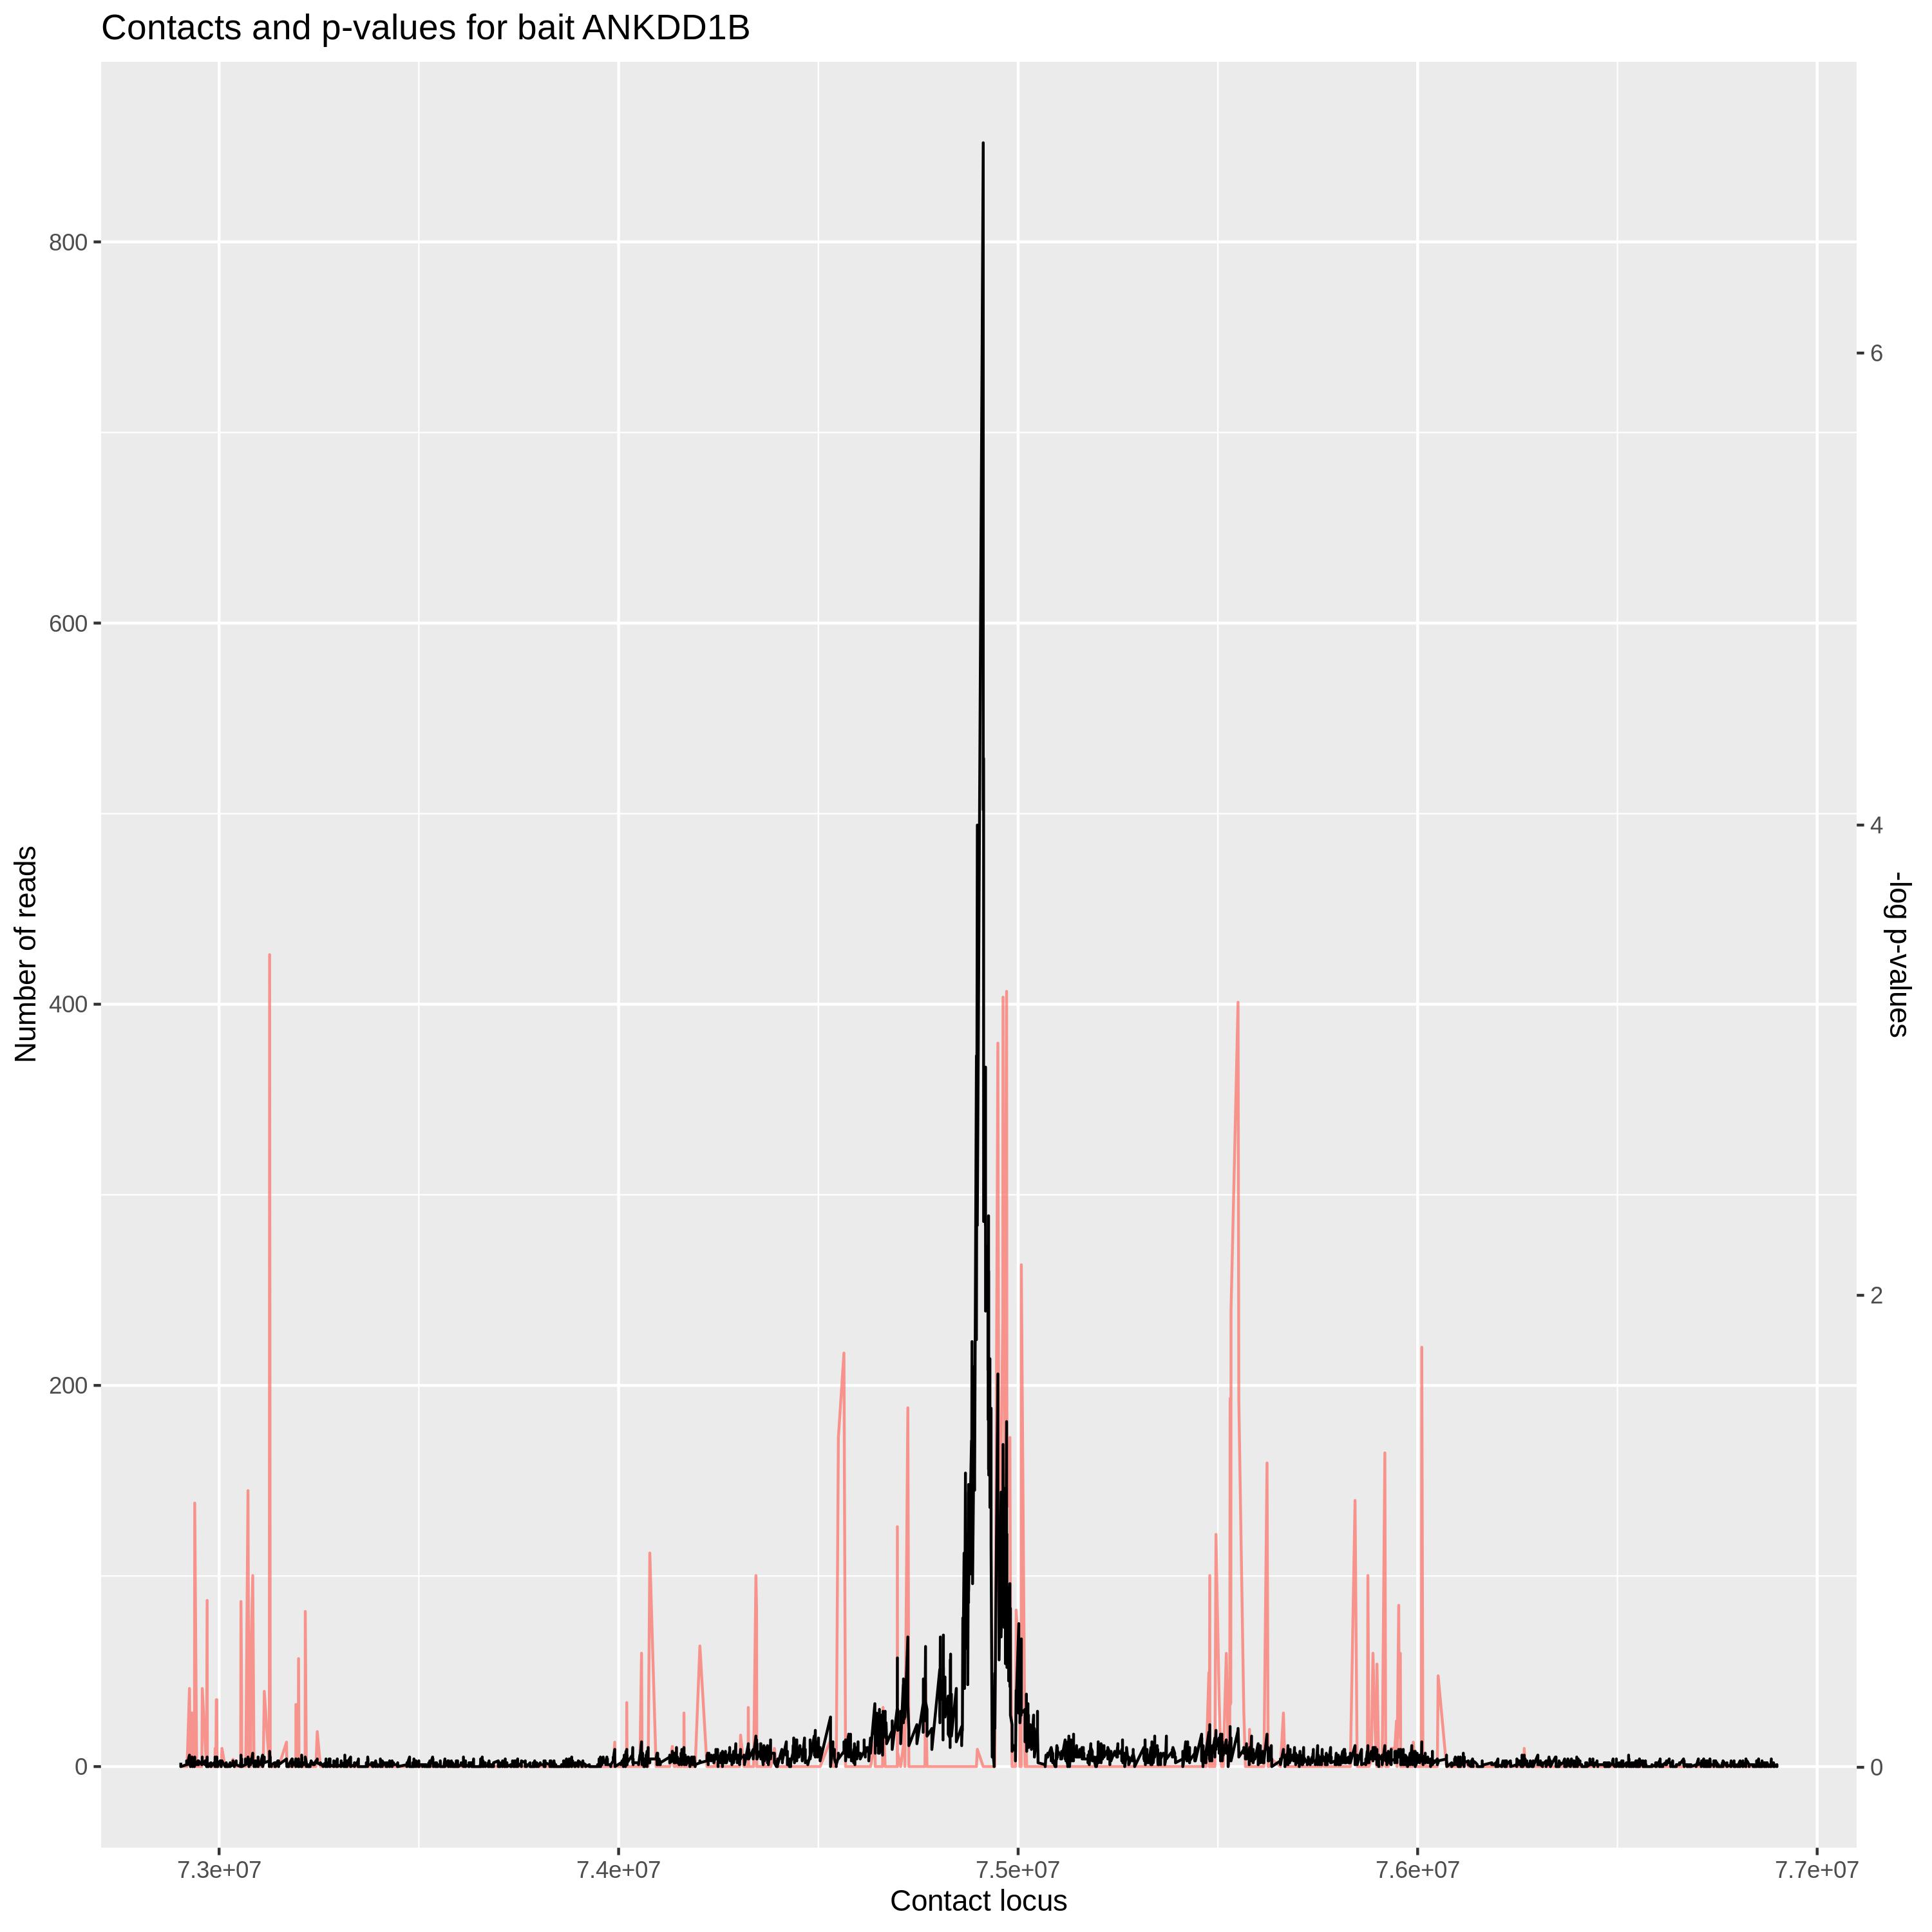 Contacts and p-values for bait ANKDD1B
800
600
400
200
0
Number of reads
6
4
2
0
-log p-values
7.3e+07
7.4e+07
7.5e+07
7.6e+07
7.7e+07
Contact locus